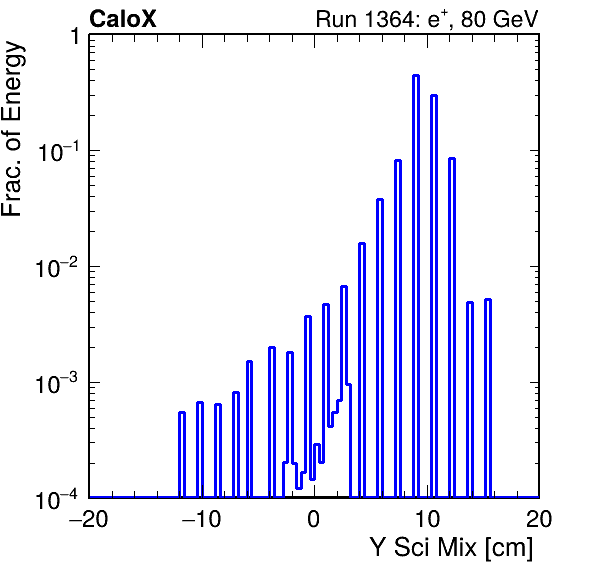 CaloX Run 1364: e⁺, 80 GeV
Frac. of Energy
1
10⁻¹
10⁻²
10⁻³
10⁻⁴
−20 −10 0 10 20
Y Sci Mix [cm]